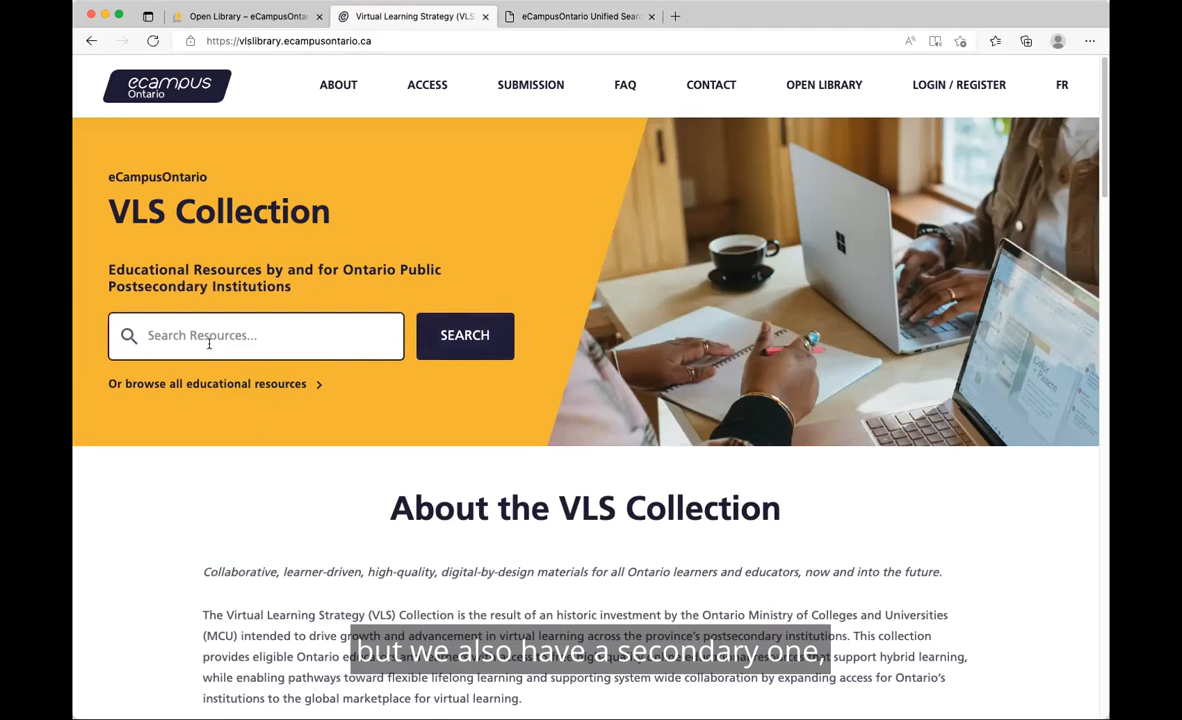 Open Library – eCampusOnta
Virtual Learning Strategy (VLS
eCampusOntario Unified Sear
https://vlslibrary.ecampusontario.ca
ecampus
Ontario
ABOUT
ACCESS
SUBMISSION
FAQ
CONTACT
OPEN LIBRARY
LOGIN / REGISTER
FR
eCampusOntario
VLS Collection
Educational Resources by and for Ontario Public
Postsecondary Institutions
Search Resources...
SEARCH
Or browse all educational resources
About the VLS Collection
Collaborative, learner-driven, high-quality, digital-by-design materials for all Ontario learners and educators, now and into the future.
The Virtual Learning Strategy (VLS) Collection is the result of an historic investment by the Ontario Ministry of Colleges and Universities
(MCU) intended to drive growth and advancement in virtual learning across the province's postsecondary institutions. This collection
provides eligible Ontario that support hybrid learning,
while enabling pathways toward flexible lifelong learning and supporting system wide collaboration by expanding access for Ontario's
institutions to the global marketplace for virtual learning.
but we also have a secondary one,